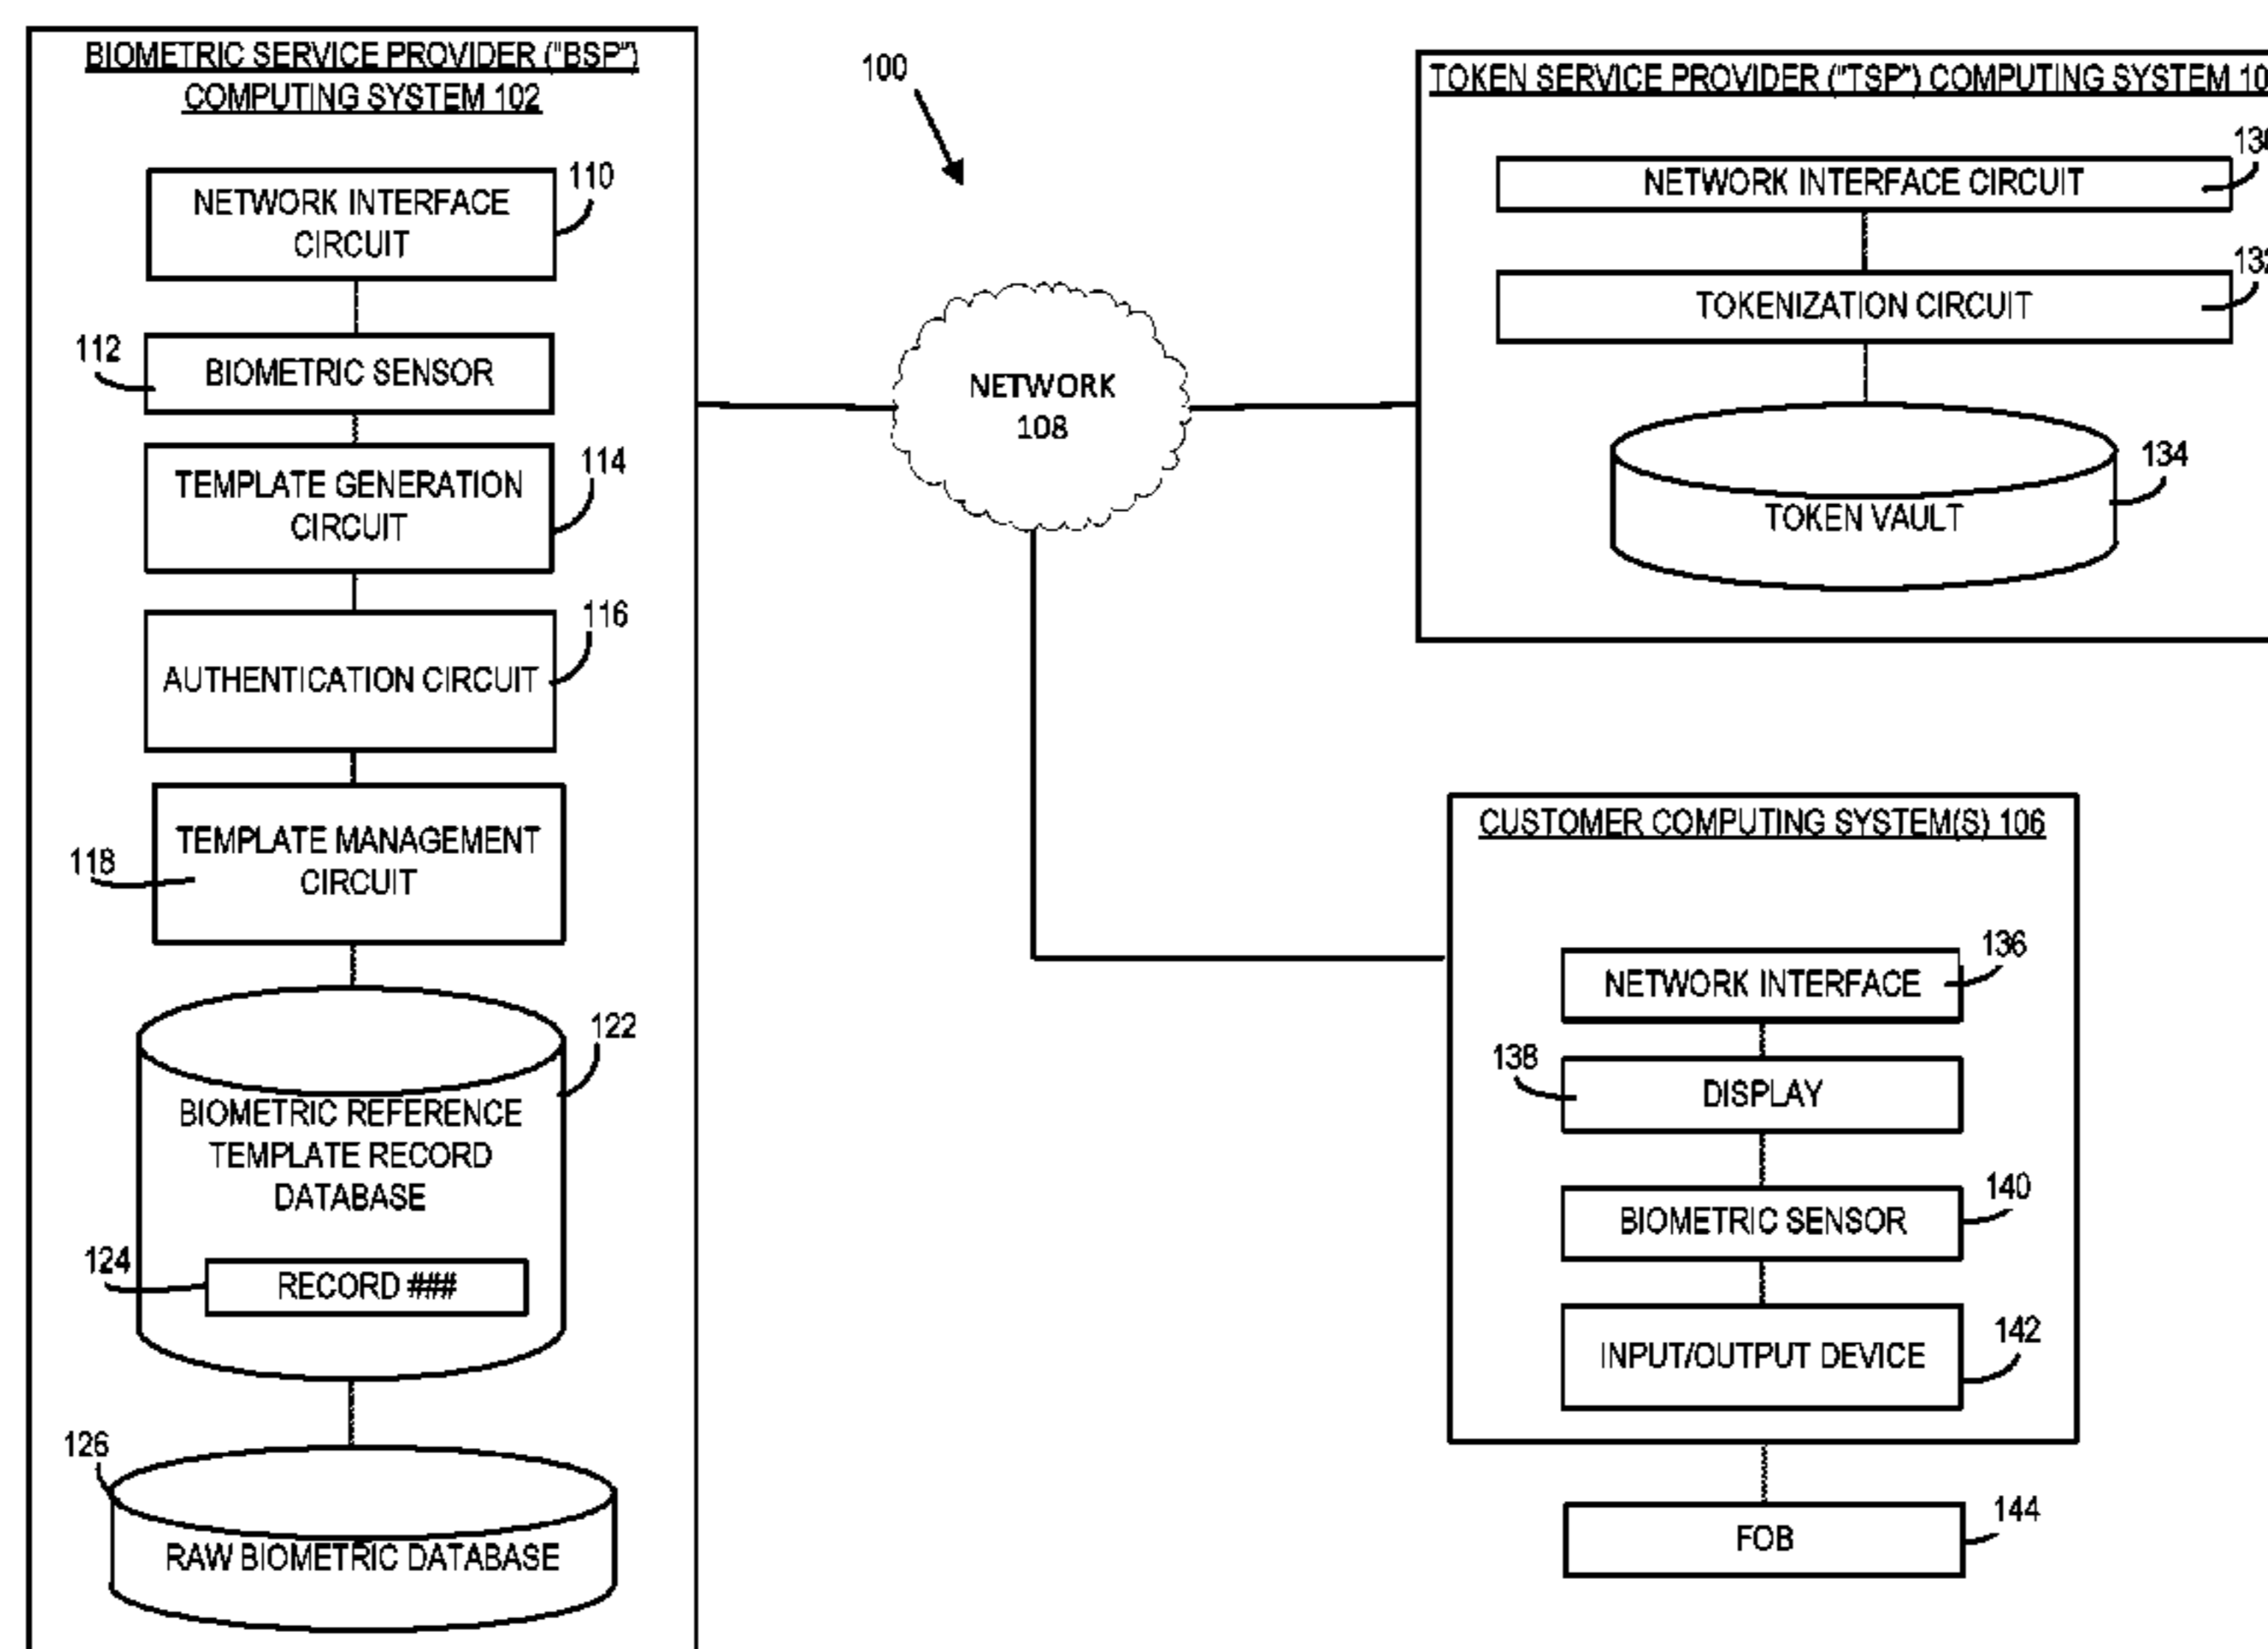 BIOMETRIC SERVICE PROVIDER ("BSP")
COMPUTING SYSTEM 102
NETWORK INTERFACE
CIRCUIT
110
112
BIOMETRIC SENSOR
TEMPLATE GENERATION
CIRCUIT
114
AUTHENTICATION CIRCUIT
116
TEMPLATE MANAGEMENT
CIRCUIT
118
122
BIOMETRIC REFERENCE
TEMPLATE RECORD
DATABASE
124
RECORD ###
126
RAW BIOMETRIC DATABASE
100
NETWORK
108
TOKEN SERVICE PROVIDER ("TSP") COMPUTING SYSTEM
NETWORK INTERFACE CIRCUIT
TOKENIZATION CIRCUIT
134
TOKEN VAULT
CUSTOMER COMPUTING SYSTEM(S) 106
136
NETWORK INTERFACE
138
DISPLAY
140
BIOMETRIC SENSOR
142
INPUT/OUTPUT DEVICE
144
FOB